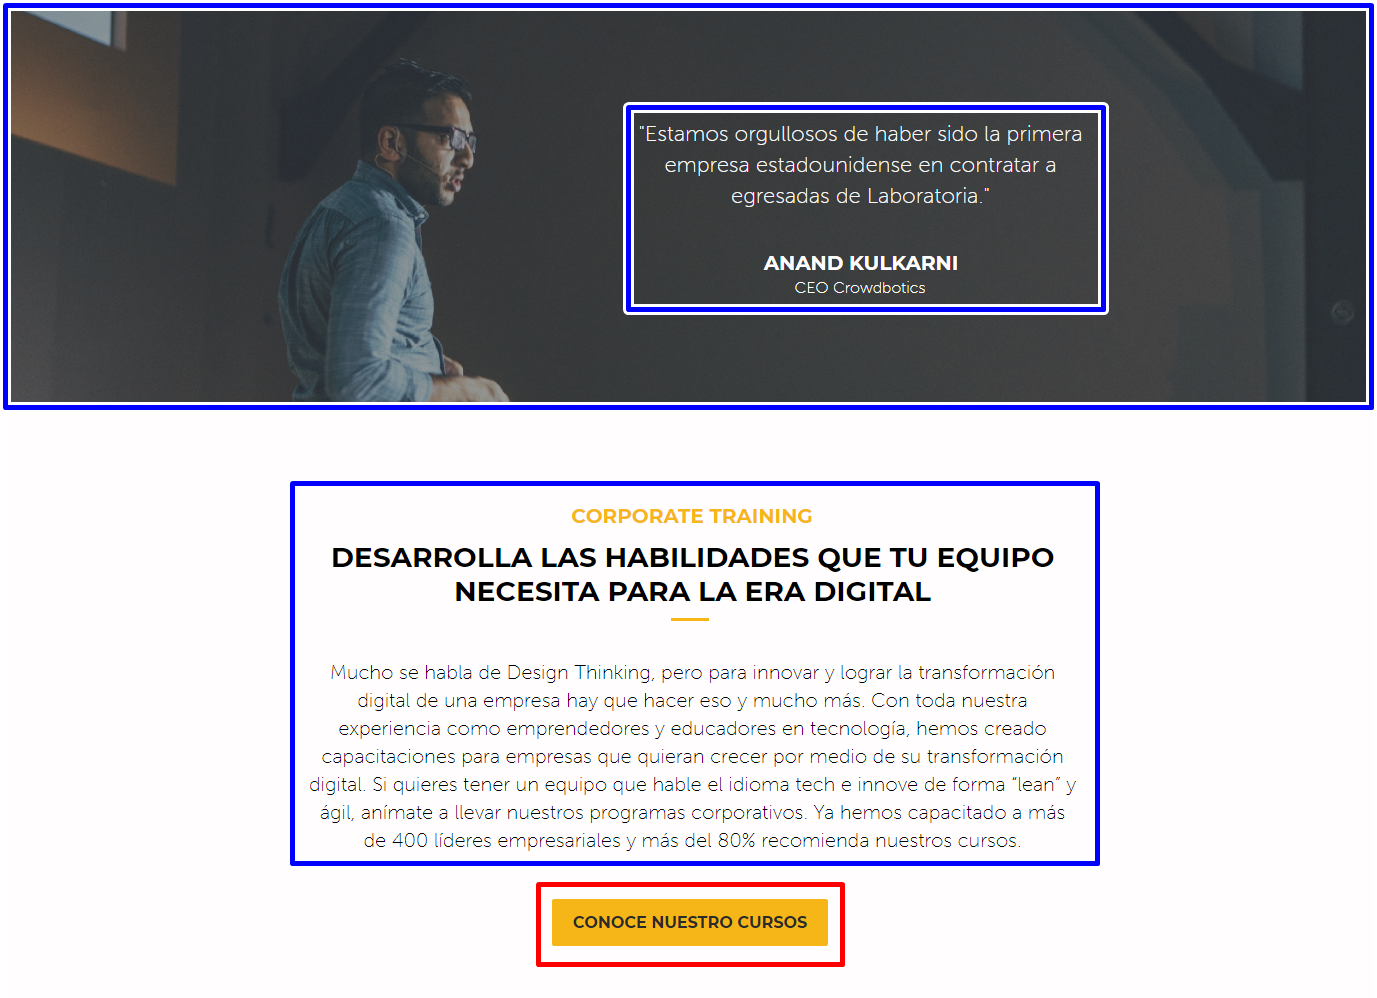 "Estamos orgullosos de haber sido la primera
empresa estadounidense en contratar a
egresadas de Laboratoria."
ANAND KULKARNI
CEO Crowdbotics
CORPORATE TRAINING
DESARROLLA LAS HABILIDADES QUE TU EQUIPO
NECESITA PARA LA ERA DIGITAL
Mucho se habla de Design Thinking, pero para innovar y lograr la transformación
digital de una empresa hay que hacer eso y mucho más. Con toda nuestra
experiencia como emprendedores y educadores en tecnología, hemos creado
capacitaciones para empresas que quieran crecer por medio de su transformación
digital. Si quieres tener un equipo que hable el idioma tech e innove de forma “lean” y
ágil, anímate a llevar nuestros programas corporativos. Ya hemos capacitado a más
de 400 líderes empresariales y más del 80% recomienda nuestros cursos.
CONOCE NUESTRO CURSOS